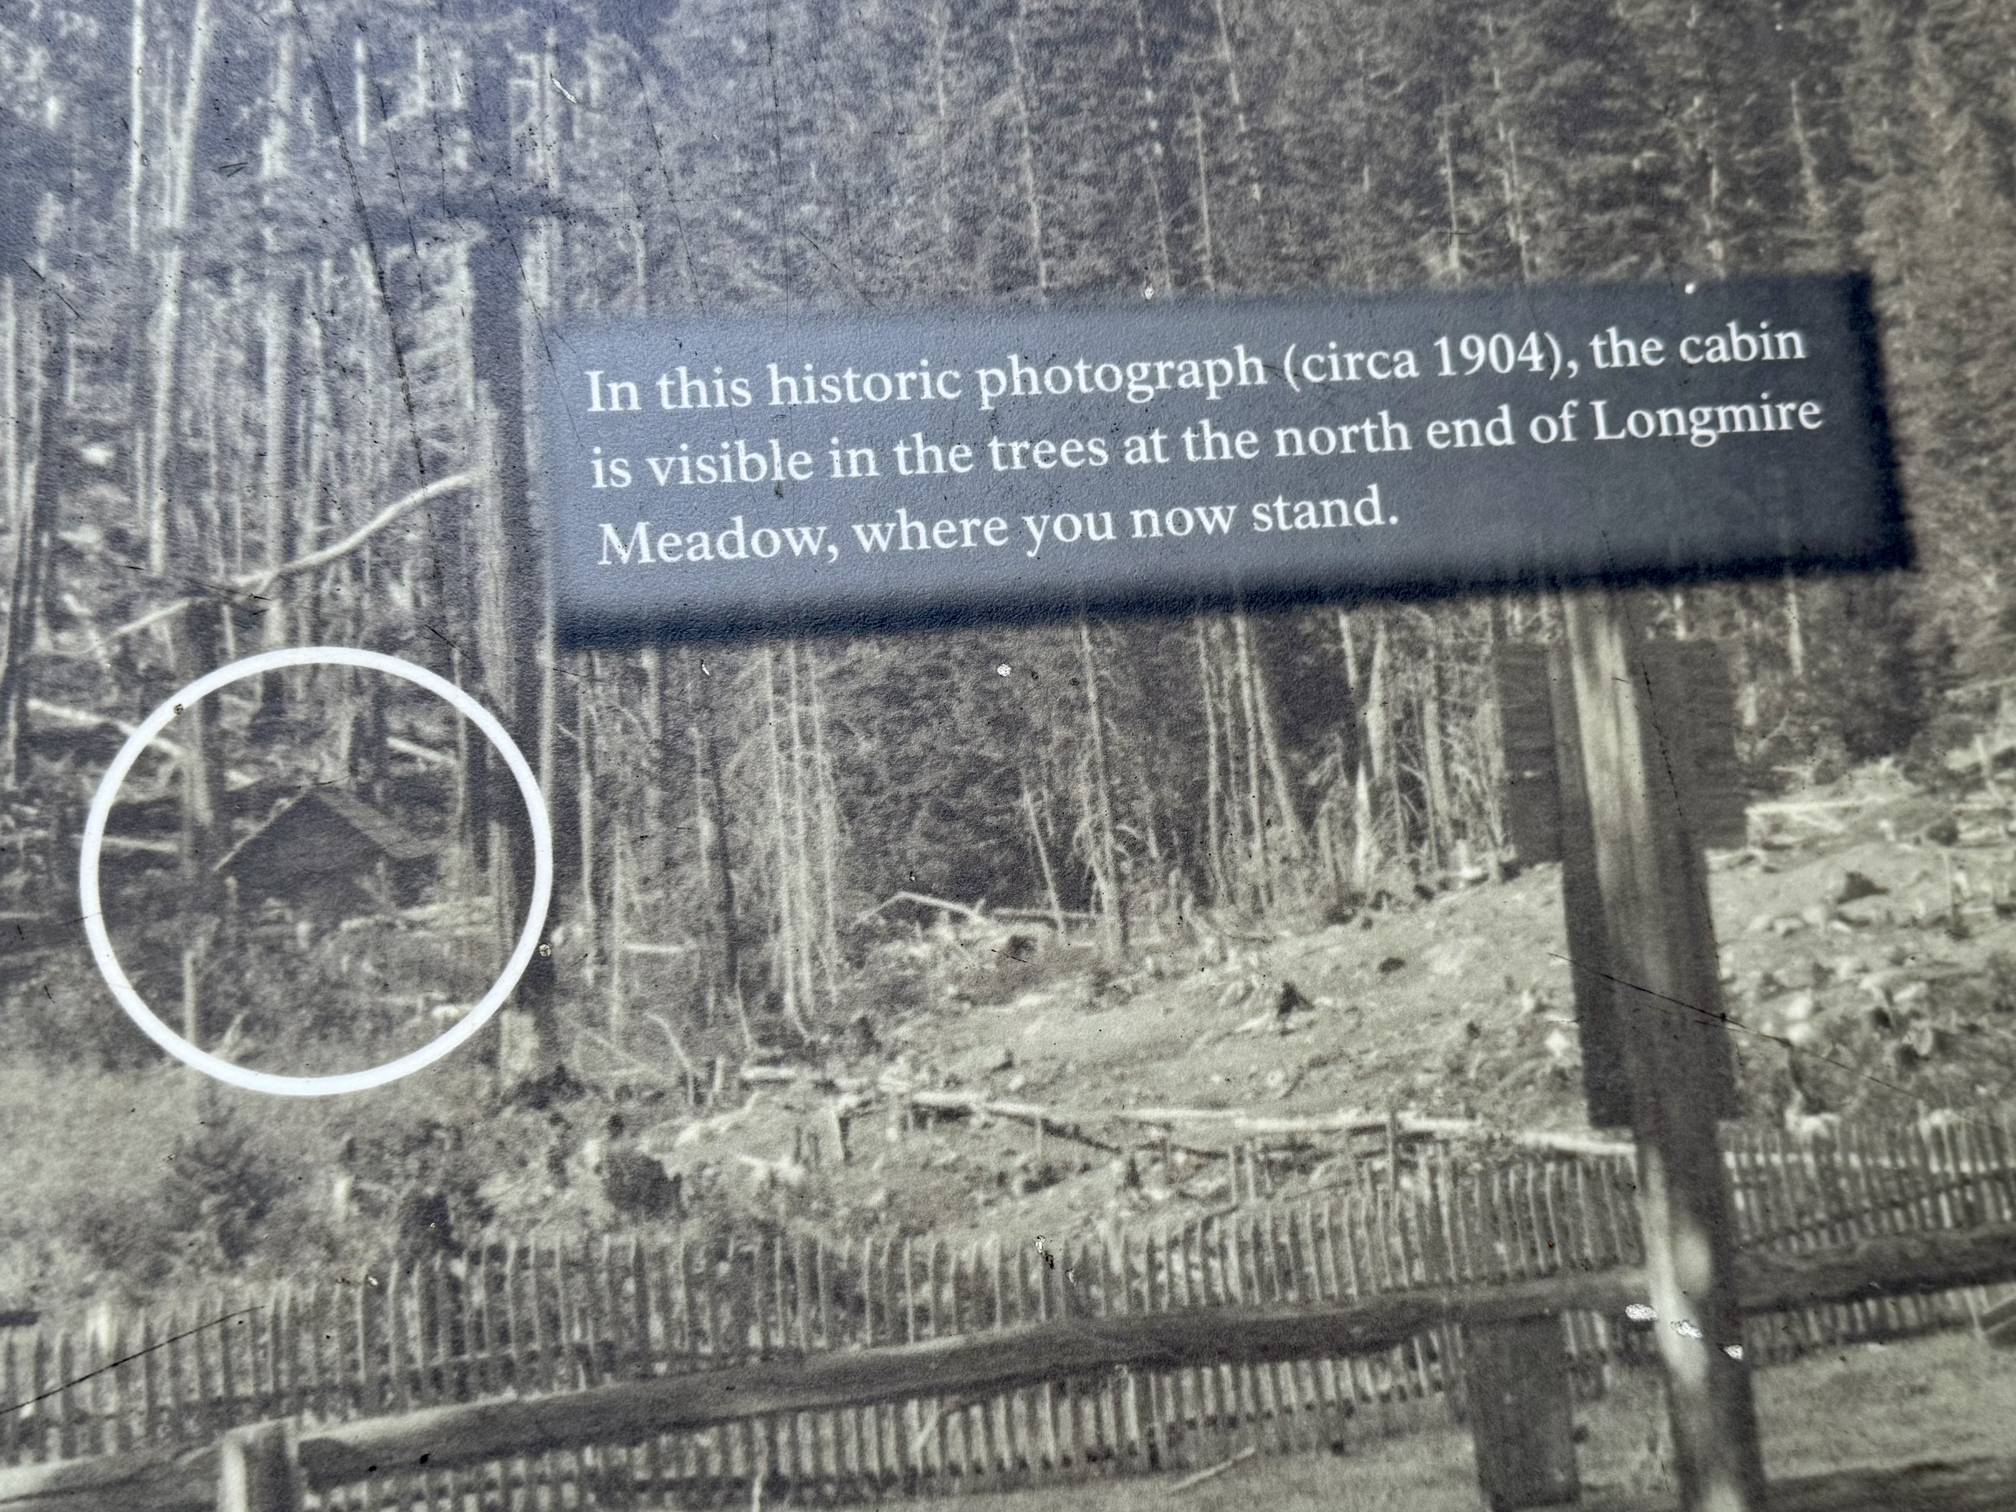 In this historic photograph (circa 1904), the cabin
is visible in the trees at the north end of Longmire
Meadow, where you now stand.